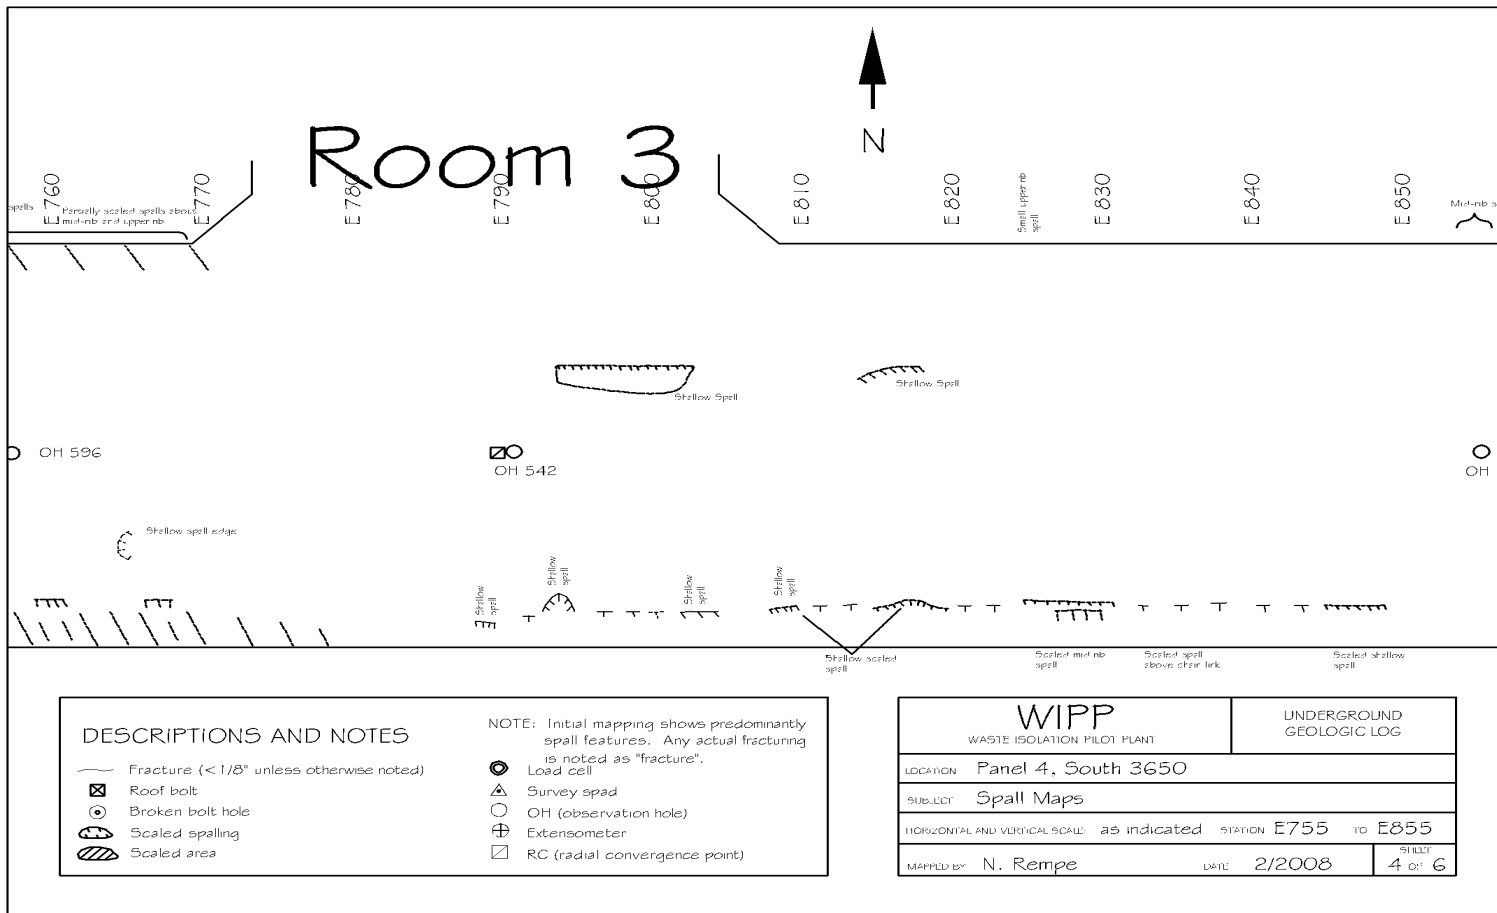 Room 3
N
E 760
E 770
E 780
E 790
E 800
E 810
E 820
E 830
E 840
E 850
spalls
Partially scaled spalls about
mid-rib and upper rib
Small upper rib
spall
Mid-rib s
Shallow Spall
Shallow Spall
OH 596
OH 542
OH
Shallow spall edge
Shallow
spall
Shallow
spall
Shallow
spall
Shallow
spall
Shallow scaled
spall
Scaled mid rib
spall
Scaled spall
above chain link
Scaled shallow
spall
DESCRIPTIONS AND NOTES
Fracture (< 1/8" unless otherwise noted)
Roof bolt
Broken bolt hole
Scaled spalling
Scaled area
NOTE: Initial mapping shows predominantly
spall features. Any actual fracturing
is noted as "fracture".
Load cell
Survey spad
OH (observation hole)
Extensometer
RC (radial convergence point)
WIPP
WASTE ISOLATION PILOT PLANT
UNDERGROUND
GEOLOGIC LOG
LOCATION Panel 4, South 3650
SUBJECT Spall Maps
HORIZONTAL AND VERTICAL SCALE: as indicated STATION E755 TO E855
MAPPED BY N. Rempe DATE 2/2008
SHEET
4 OF 6